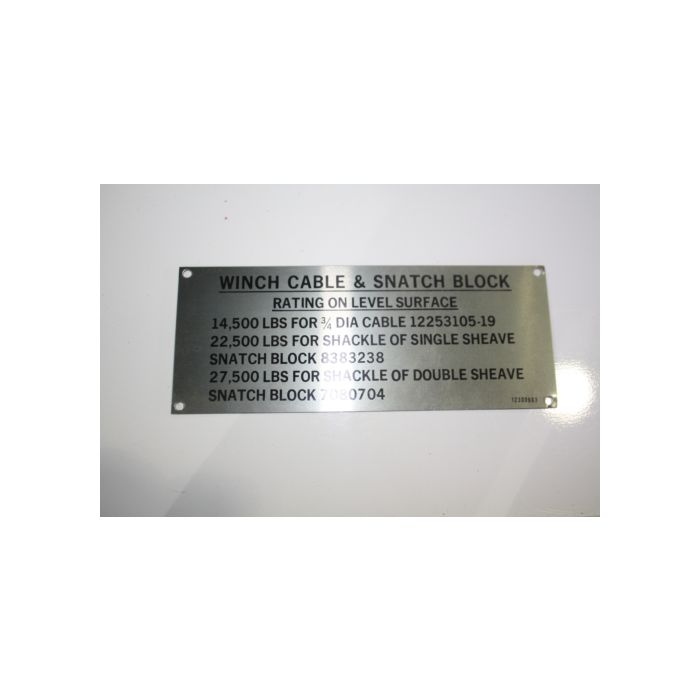 WINCH CABLE & SNATCH BLOCK
RATING ON LEVEL SURFACE
14,500 LBS FOR ¾ DIA CABLE 12253105-19
22,500 LBS FOR SHACKLE OF SINGLE SHEAVE
SNATCH BLOCK 8383238
27,500 LBS FOR SHACKLE OF DOUBLE SHEAVE
SNATCH BLOCK 7080704